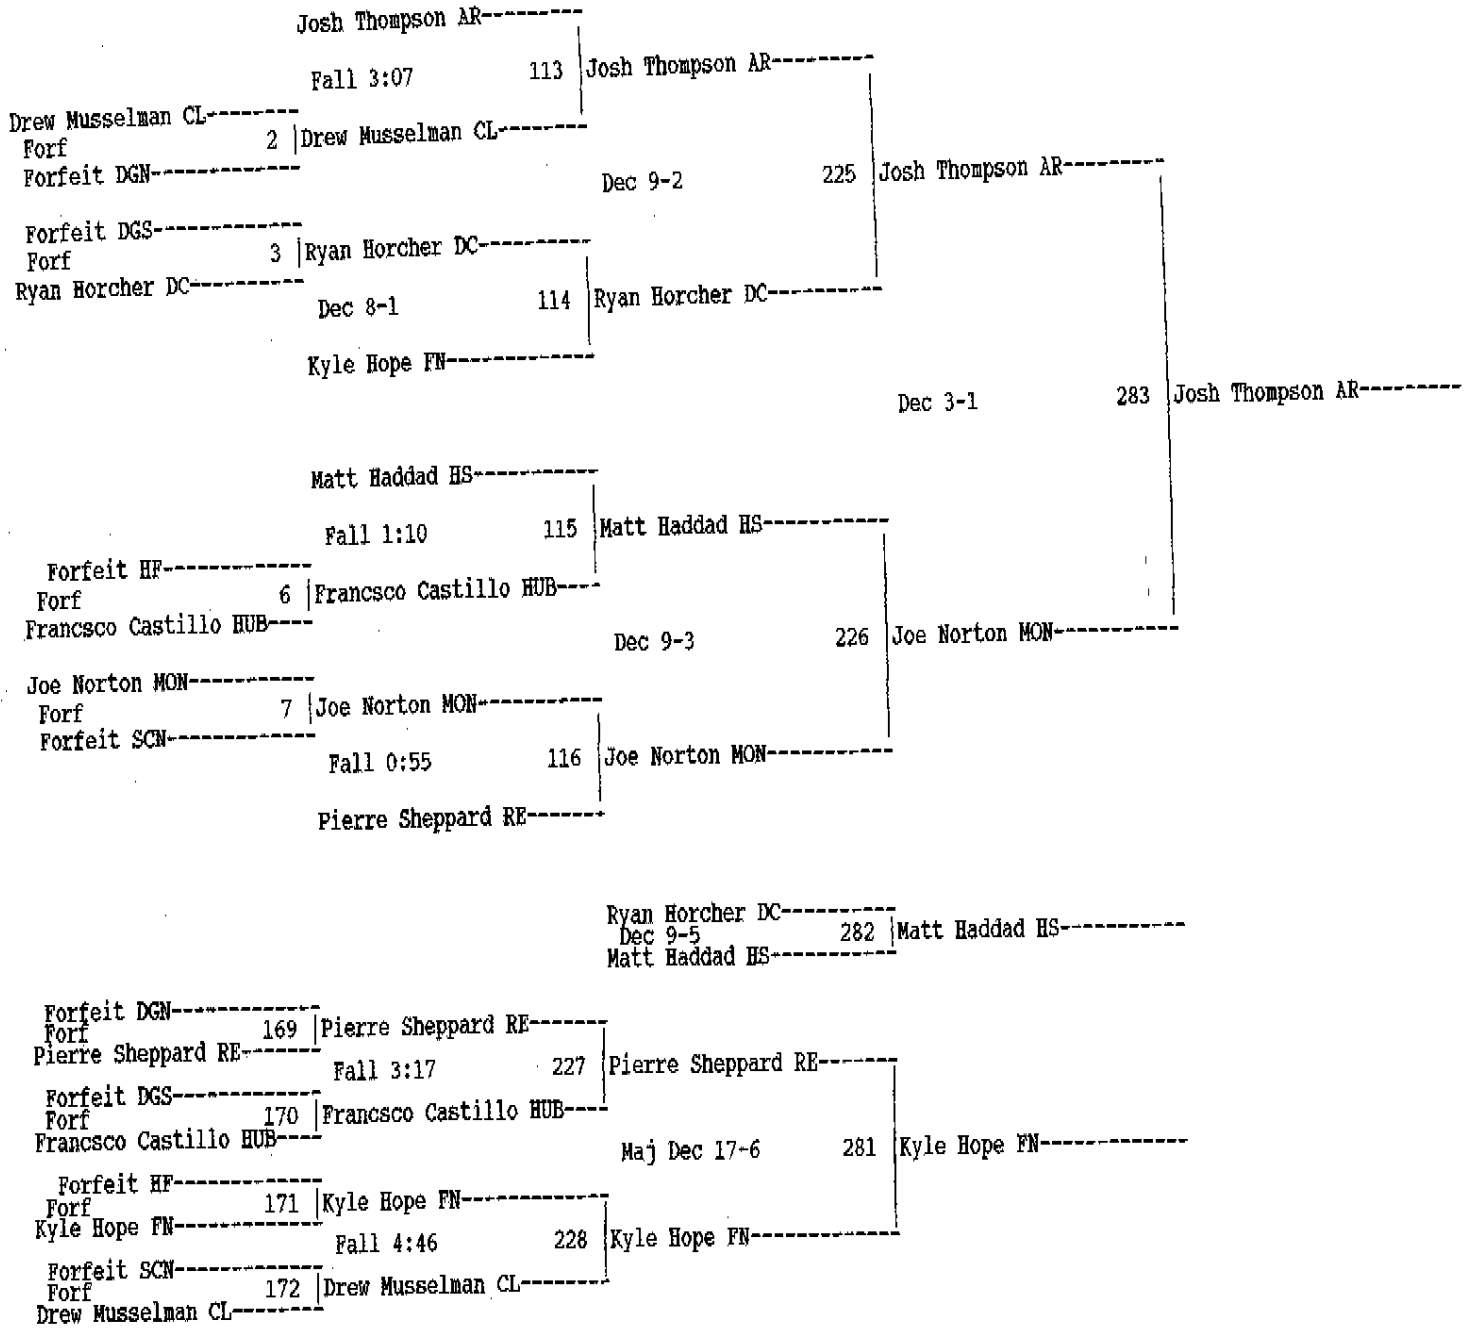 Josh Thompson AR---------
Fall 3:07 113 |Josh Thompson AR---------
Drew Musselman CL--------
Forf 2 |Drew Musselman CL--------
Forfeit DGN-------------
Dec 9-2 225 |Josh Thompson AR---------
Forfeit DGS-------------
Forf 3 |Ryan Horcher DC----------
Ryan Horcher DC----------
Dec 8-1 114 |Ryan Horcher DC----------
Kyle Hope FN-------------
Dec 3-1 283 |Josh Thompson AR---------
Matt Haddad HS-----------
Fall 1:10 115 |Matt Haddad HS-----------
Forfeit HF-------------
Forf 6 |Francsco Castillo HUB----
Francsco Castillo HUB----
Dec 9-3 226 |Joe Norton MON-----------
Joe Norton MON-----------
Forf 7 |Joe Norton MON-----------
Forfeit SCN-------------
Fall 0:55 116 |Joe Norton MON-----------
Pierre Sheppard RE-------
Ryan Horcher DC----------
Dec 9-5 282 |Matt Haddad HS-----------
Matt Haddad HS-----------
Forfeit DGN-------------
Forf 169 |Pierre Sheppard RE-------
Pierre Sheppard RE-------
Fall 3:17 227 |Pierre Sheppard RE-------
Forfeit DGS-------------
Forf 170 |Francsco Castillo HUB----
Francsco Castillo HUB----
Maj Dec 17-6 281 |Kyle Hope FN-------------
Forfeit HF-------------
Forf 171 |Kyle Hope FN-------------
Kyle Hope FN-------------
Fall 4:46 228 |Kyle Hope FN-------------
Forfeit SCN-------------
Forf 172 |Drew Musselman CL--------
Drew Musselman CL--------